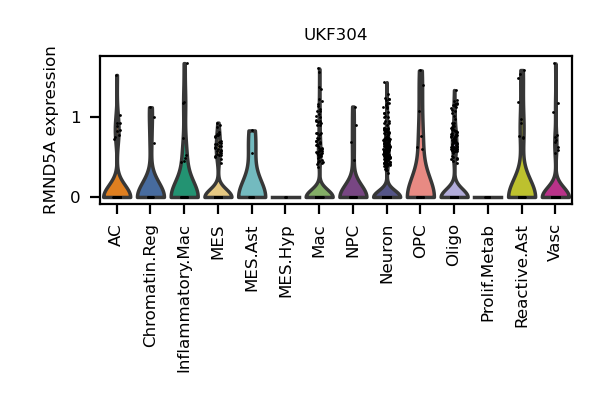 UKF304
RMND5A expression
1
0
AC
Chromatin.Reg
Inflammatory.Mac
MES
MES.Ast
MES.Hyp
Mac
NPC
Neuron
OPC
Oligo
Prolif.Metab
Reactive.Ast
Vasc